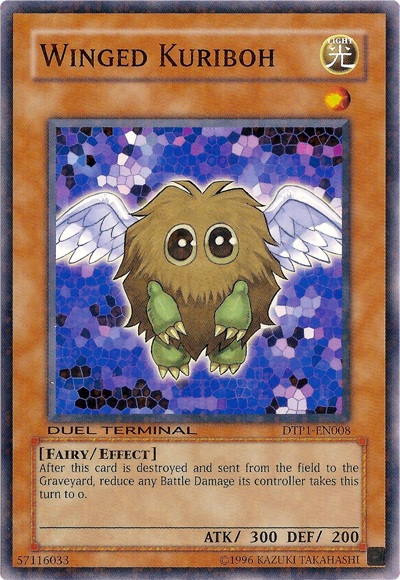 WINGED KURIBOH
LIGHT
光
DUEL TERMINAL
DTP1-EN008
[FAIRY/EFFECT]
After this card is destroyed and sent from the field to the
Graveyard, reduce any Battle Damage its controller takes this
turn to 0.
ATK/ 300 DEF/ 200
57116033
©1996 KAZUKI TAKAHASHI